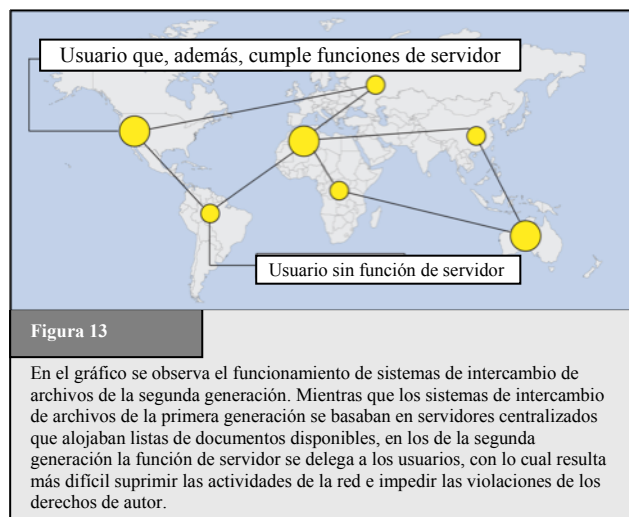 Usuario que, además, cumple funciones de servidor
Usuario sin función de servidor
Figura 13
En el gráfico se observa el funcionamiento de sistemas de intercambio de
archivos de la segunda generación. Mientras que los sistemas de intercambio
de archivos de la primera generación se basaban en servidores centralizados
que alojaban listas de documentos disponibles, en los de la segunda
generación la función de servidor se delega a los usuarios, con lo cual resulta
más difícil suprimir las actividades de la red e impedir las violaciones de los
derechos de autor.